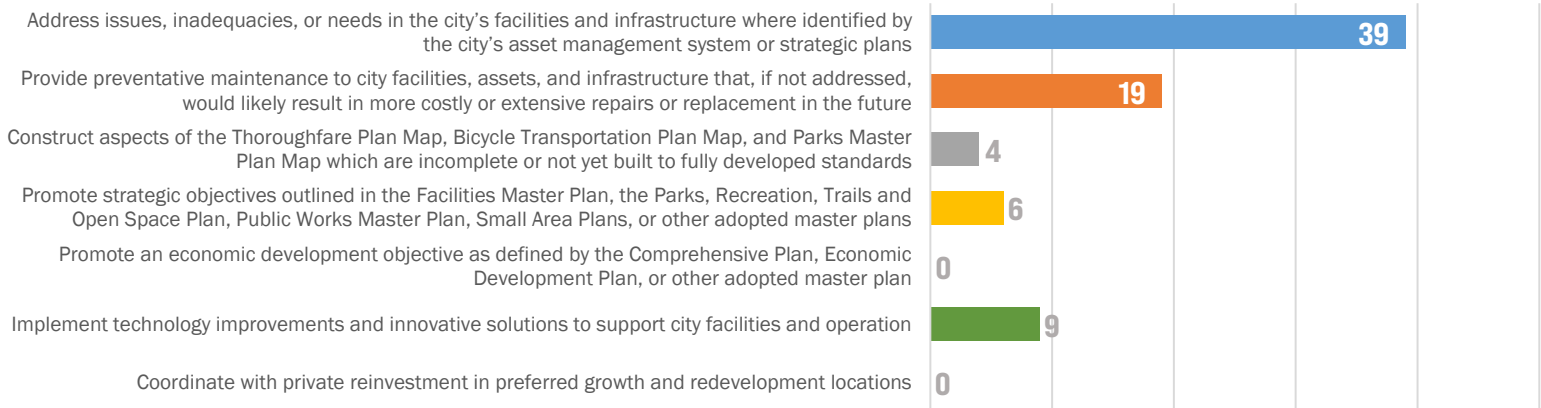 Address issues, inadequacies, or needs in the city’s facilities and infrastructure where identified by
the city’s asset management system or strategic plans
39
Provide preventative maintenance to city facilities, assets, and infrastructure that, if not addressed,
would likely result in more costly or extensive repairs or replacement in the future
19
Construct aspects of the Thoroughfare Plan Map, Bicycle Transportation Plan Map, and Parks Master
Plan Map which are incomplete or not yet built to fully developed standards
4
Promote strategic objectives outlined in the Facilities Master Plan, the Parks, Recreation, Trails and
Open Space Plan, Public Works Master Plan, Small Area Plans, or other adopted master plans
6
Promote an economic development objective as defined by the Comprehensive Plan, Economic
Development Plan, or other adopted master plan
0
Implement technology improvements and innovative solutions to support city facilities and operation
9
Coordinate with private reinvestment in preferred growth and redevelopment locations
0